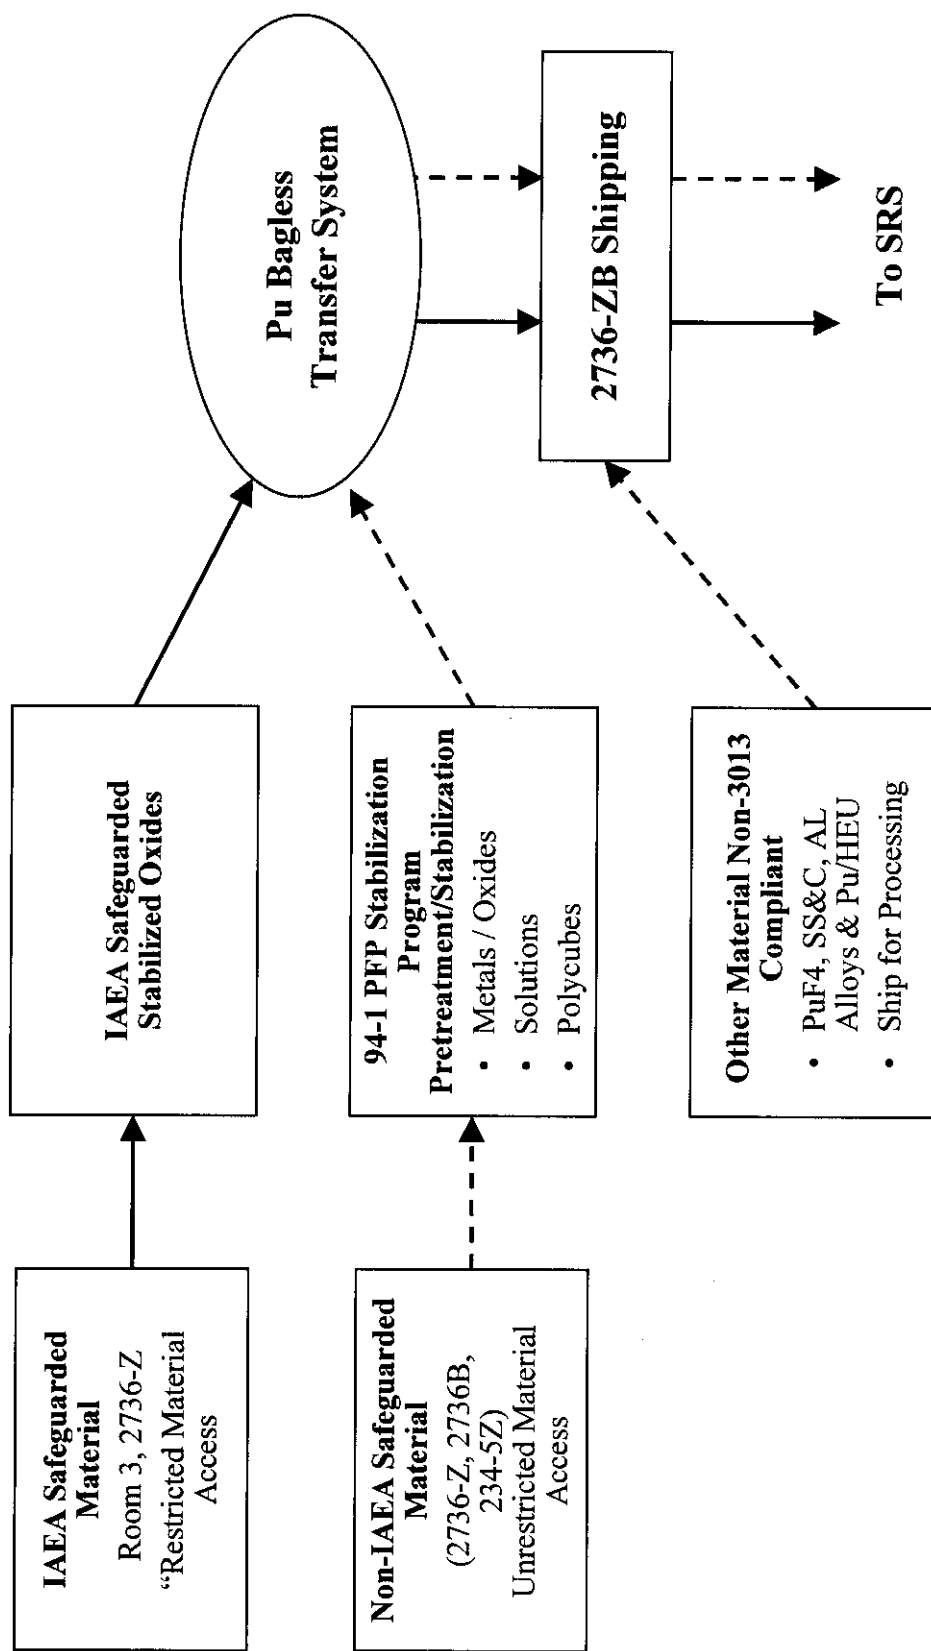 IAEA Safeguarded
Material
Room 3, 2736-Z
“Restricted Material
Access
IAEA Safeguarded
Stabilized Oxides
Pu Bagless
Transfer System
Non-IAEA Safeguarded
Material
(2736-Z, 2736B,
234-5Z)
Unrestricted Material
Access
94-1 PFP Stabilization
Program
Pretreatment/Stabilization
• Metals / Oxides
• Solutions
• Polycubes
2736-ZB Shipping
Other Material Non-3013
Compliant
• PuF4, SS&C, AL
Alloys & Pu/HEU
• Ship for Processing
To SRS